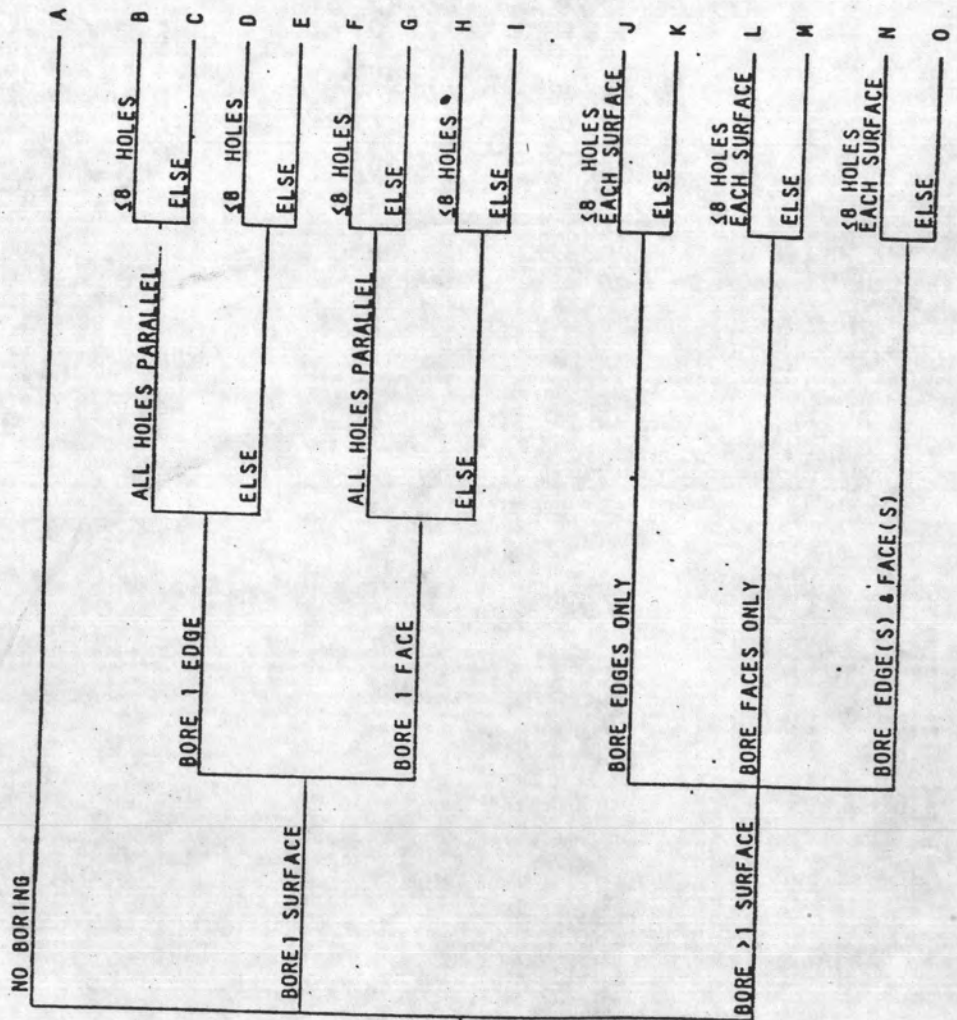 NO BORING
A
BORE 1 SURFACE
BORE 1 EDGE
ALL HOLES PARALLEL
≤8 HOLES
B
ELSE
C
ELSE
≤8 HOLES
D
ELSE
E
BORE 1 FACE
ALL HOLES PARALLEL
≤8 HOLES
F
ELSE
G
ELSE
≤8 HOLES
H
ELSE
I
BORE >1 SURFACE
BORE EDGES ONLY
≤8 HOLES
EACH SURFACE
J
ELSE
K
BORE FACES ONLY
≤8 HOLES
EACH SURFACE
L
ELSE
M
BORE EDGE(S) & FACE(S)
≤8 HOLES
EACH SURFACE
N
ELSE
O